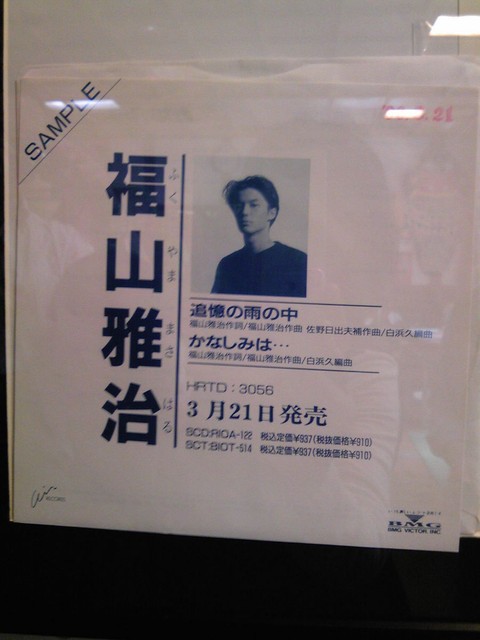 SAMPLE
福山雅治
ふくやままさはる
追憶の雨の中
福山雅治作詞/福山雅治作曲 佐野日出夫補作曲/白浜久編曲
かなしみは…
福山雅治作詞/福山雅治作曲/白浜久編曲
HRTD:3056
3月21日発売
SCD:RIOA-122 税込定価¥937(税抜価格¥910)
SCT:BIOT-514 税込定価¥937(税抜価格¥910)
RECORDS
BMG
BMG VICTOR INC